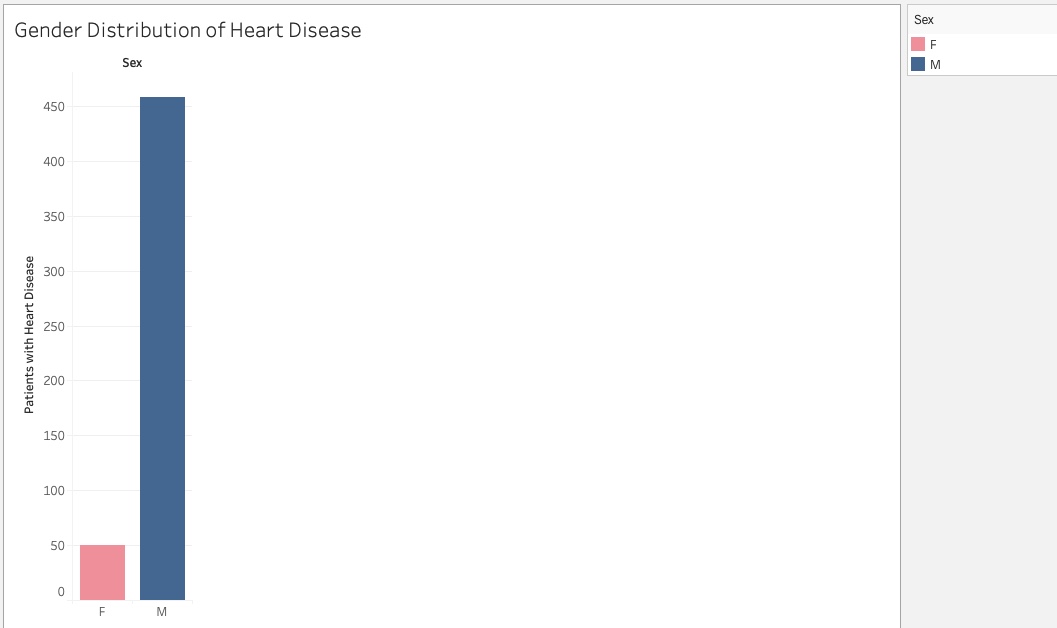 Gender Distribution of Heart Disease
Sex
Patients with Heart Disease
450
400
350
300
250
200
150
100
50
0
F
M
Sex
F
M